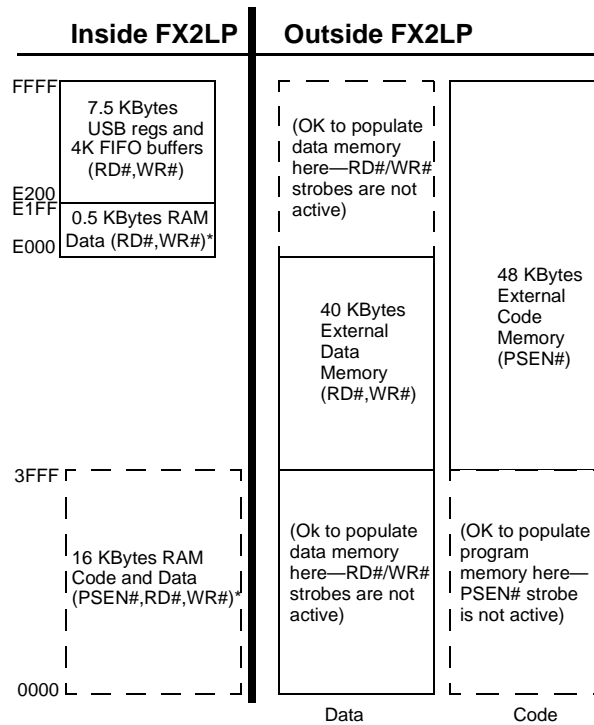 Inside FX2LP
Outside FX2LP
FFFF
7.5 KBytes
USB regs and
4K FIFO buffers
(RD#,WR#)
E200
E1FF
0.5 KBytes RAM
Data (RD#,WR#)*
E000
(OK to populate
data memory
here—RD#/WR#
strobes are not
active)
40 KBytes
External
Data
Memory
(RD#,WR#)
48 KBytes
External
Code
Memory
(PSEN#)
3FFF
16 KBytes RAM
Code and Data
(PSEN#,RD#,WR#)*
(Ok to populate
data memory
here—RD#/WR#
strobes are not
active)
(OK to populate
program
memory here—
PSEN# strobe
is not active)
0000
Data
Code